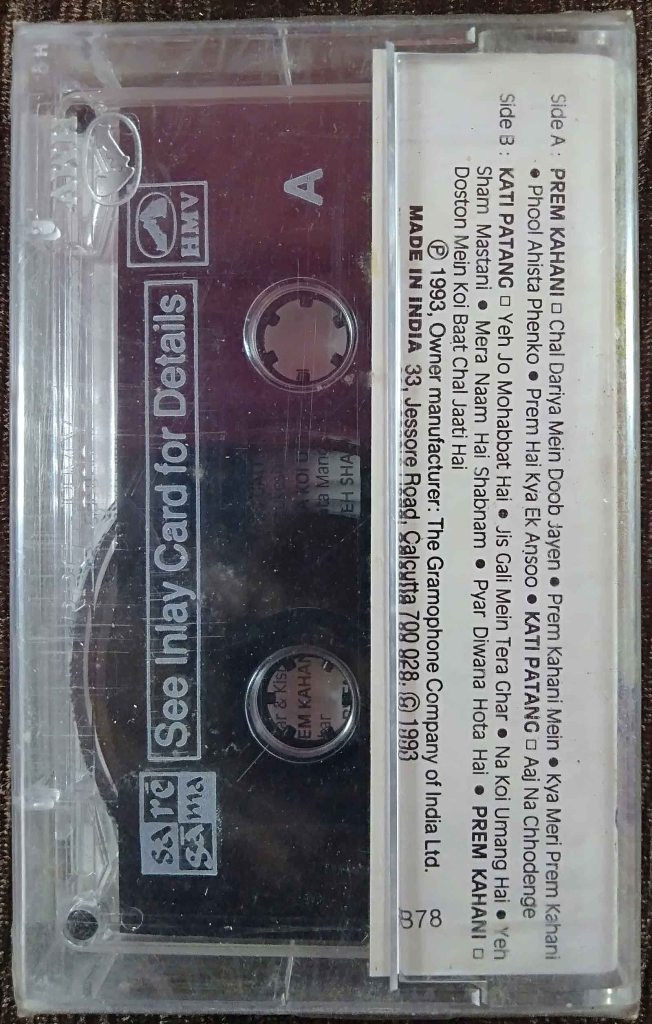 Side A : PREM KAHANI □ Chal Dariya Mein Doob Jayen ● Prem Kahani Mein ● Kya Meri Prem Kahani
● Phool Ahista Phenko ● Prem Hai Kya Ek Ansoo ● KATI PATANG □ Aaj Na Chhodenge
Side B : KATI PATANG □ Yeh Jo Mohabbat Hai ● Jis Gali Mein Tera Ghar ● Na Koi Umang Hai ● Yeh
Sham Mastani ● Mera Naam Hai Shabnam ● Pyar Diwana Hota Hai ● PREM KAHANI □
Doston Mein Koi Baat Chal Jaati Hai
℗ 1993, Owner manufacturer: The Gramophone Company of India Ltd.
MADE IN INDIA 33, Jessore Road, Calcutta 700 028. © 1993
B78
A
HMV
See Inlay Card for Details
SA RE
GA MA
HMV